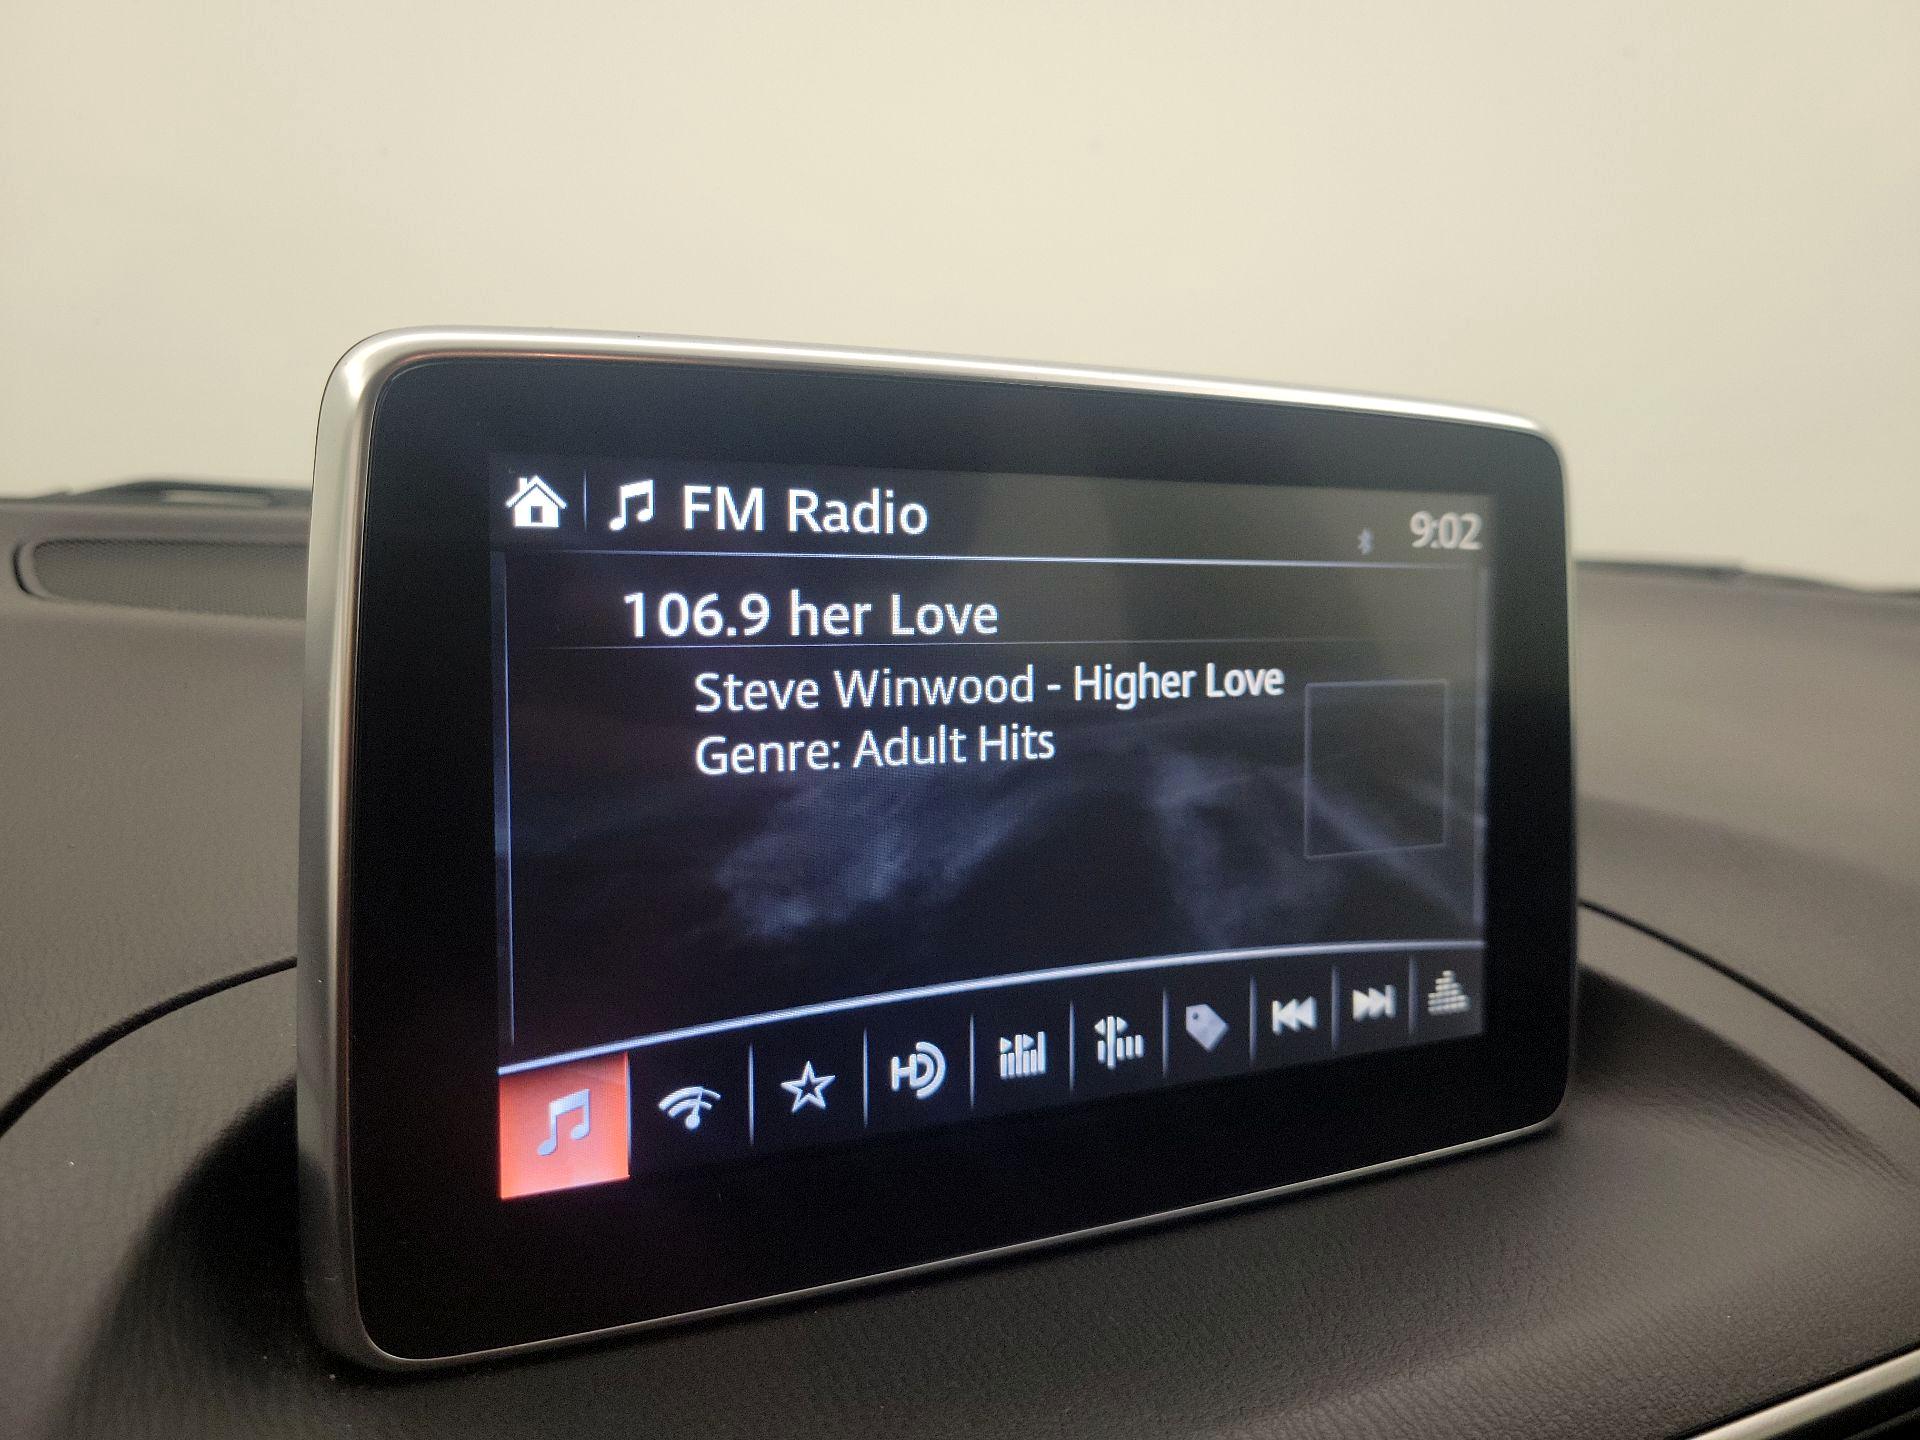 FM Radio
9:02
106.9 her Love
Steve Winwood - Higher Love
Genre: Adult Hits
HD